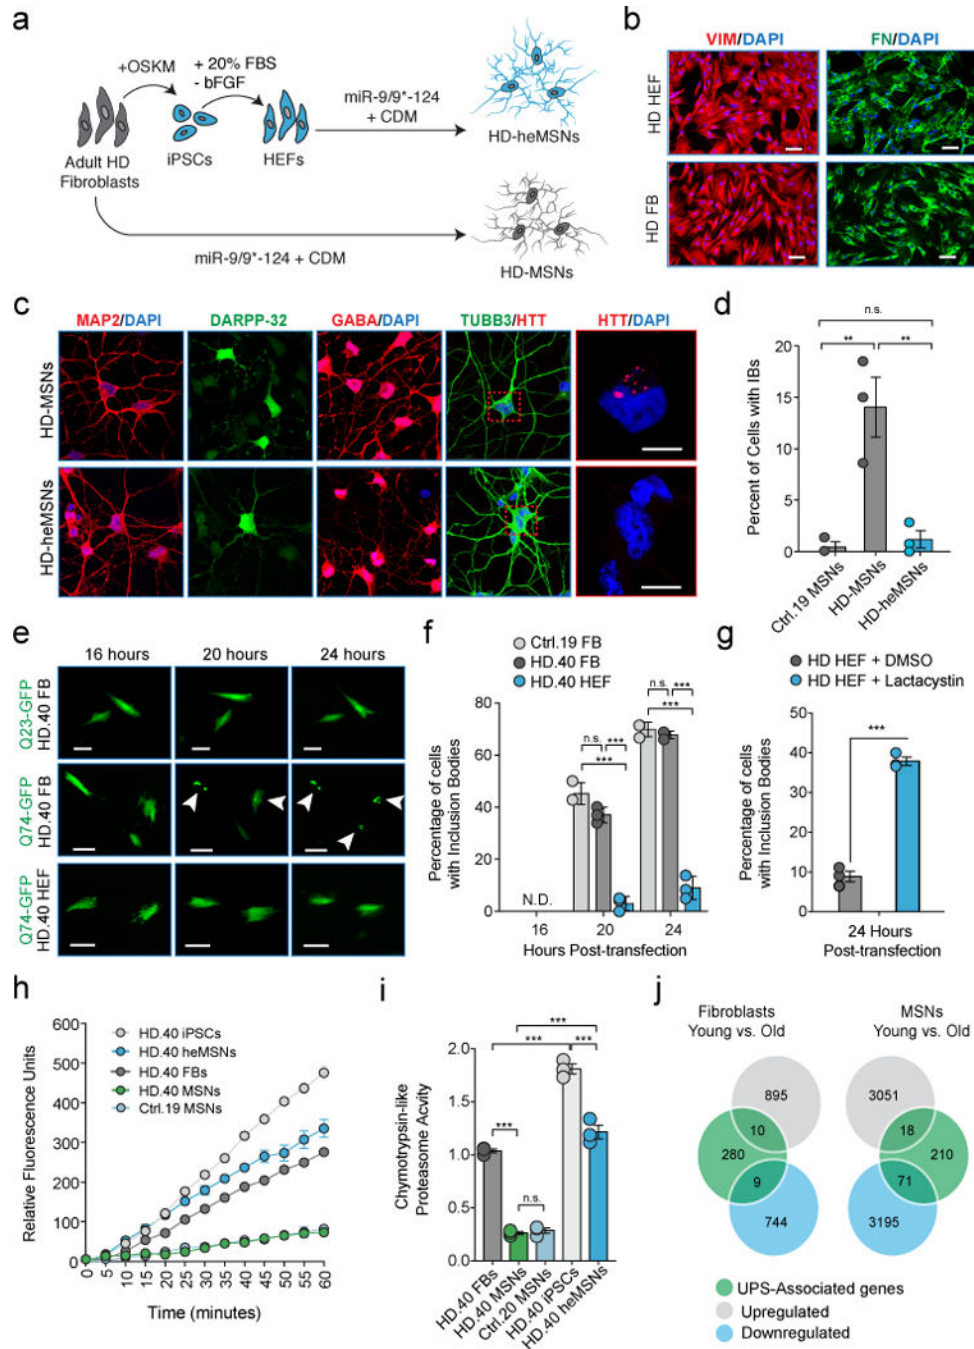 a
+OSKM
+ 20% FBS
- bFGF
miR-9/9*-124
+ CDM
Adult HD
Fibroblasts
iPSCs
HEFs
HD-heMSNs
miR-9/9*-124 + CDM
HD-MSNs
b
VIM/DAPI
FN/DAPI
HD HEF
HD FB
c
MAP2/DAPI
DARPP-32
GABA/DAPI
TUBB3/HTT
HTT/DAPI
HD-MSNs
HD-heMSNs
d
n.s.
**
**
Percent of Cells with IBs
20
15
10
5
0
Ctrl.19 MSNs
HD-MSNs
HD-heMSNs
e
16 hours
20 hours
24 hours
Q23-GFP
HD.40 FB
Q74-GFP
HD.40 FB
Q74-GFP
HD.40 HEF
f
Ctrl.19 FB
HD.40 FB
HD.40 HEF
n.s.
***
***
n.s.
***
***
Percentage of cells
with Inclusion Bodies
80
60
40
20
0
N.D.
16
20
24
Hours Post-transfection
g
HD HEF + DMSO
HD HEF + Lactacystin
***
Percentage of cells
with Inclusion Bodies
40
30
20
10
0
24 Hours
Post-transfection
h
HD.40 iPSCs
HD.40 heMSNs
HD.40 FBs
HD.40 MSNs
Ctrl.19 MSNs
Relative Fluorescence Units
600
500
400
300
200
100
0
0
5
10
15
20
25
30
35
40
45
50
55
60
Time (minutes)
i
***
***
***
***
n.s.
Chymotrypsin-like
Proteasome Acvity
2.0
1.5
1.0
0.5
0.0
HD.40 FBs
HD.40 MSNs
Ctrl.20 MSNs
HD.40 iPSCs
HD.40 heMSNs
j
Fibroblasts
Young vs. Old
MSNs
Young vs. Old
895
10
280
9
744
3051
18
210
71
3195
UPS-Associated genes
Upregulated
Downregulated